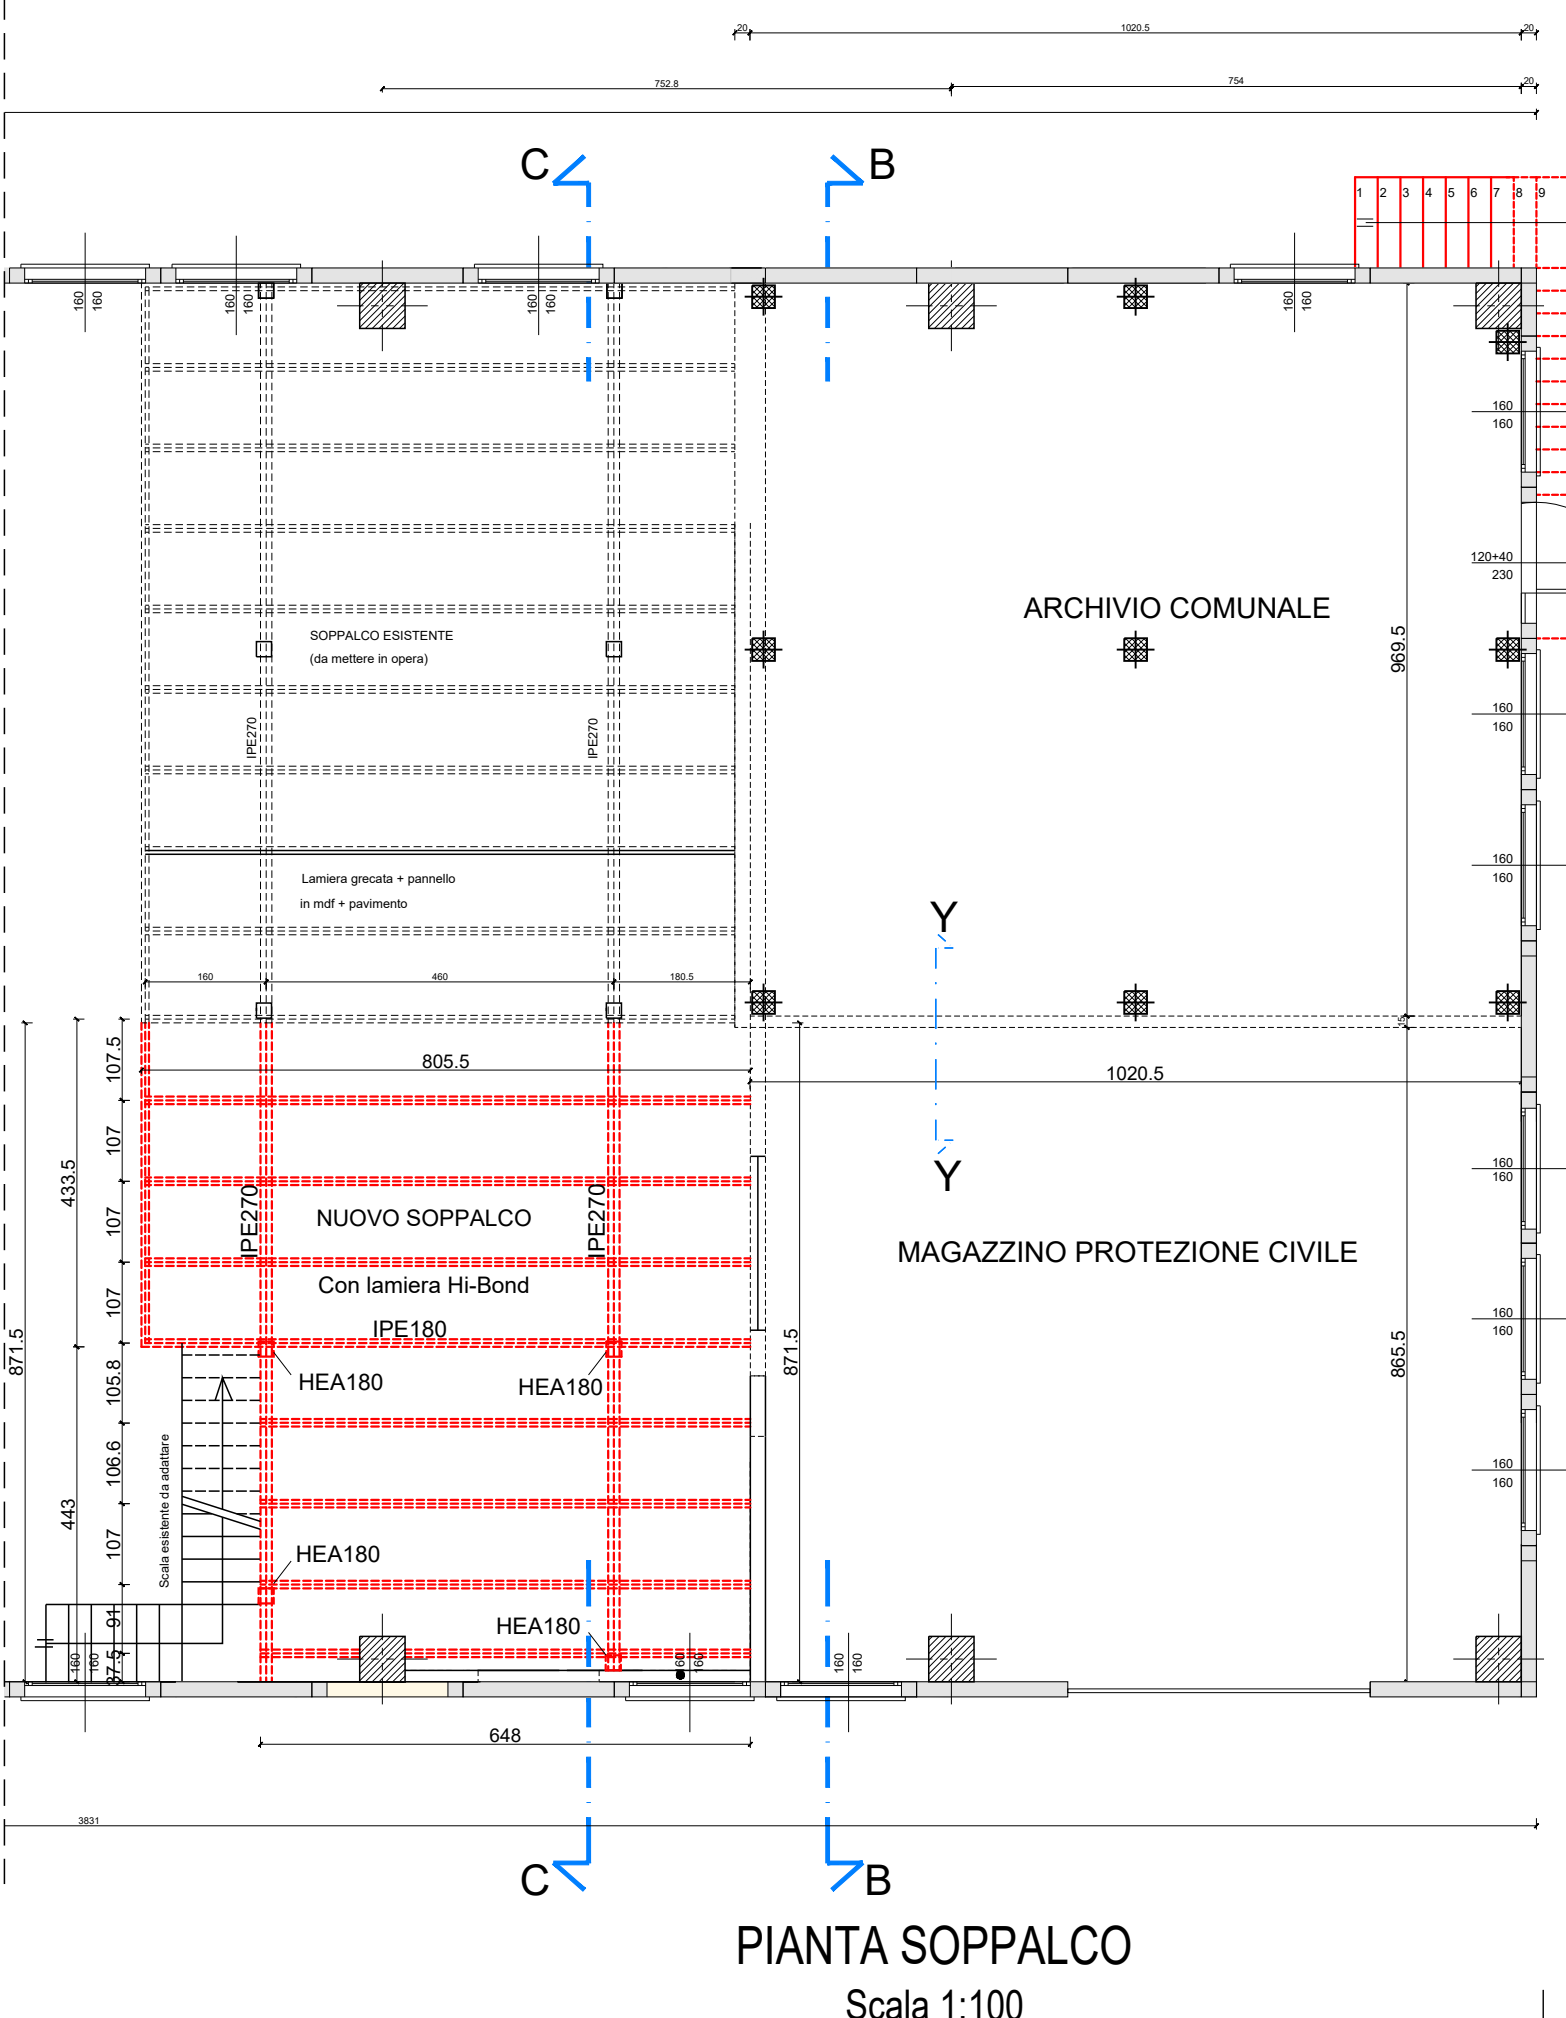 20
1020.5
20
752.8
754
20
C
B
1 2 3 4 5 6 7 8 9
160
160
160
160
160
160
160
160
160
160
120+40
230
ARCHIVIO COMUNALE
969.5
SOPPALCO ESISTENTE
(da mettere in opera)
IPE270
IPE270
160
160
160
160
Lamiera grecata + pannello
in mdf + pavimento
Y
160
460
180.5
15
107.5
805.5
1020.5
107
433.5
Y
160
160
IPE270
NUOVO SOPPALCO
IPE270
107
MAGAZZINO PROTEZIONE CIVILE
Con lamiera Hi-Bond
107
IPE180
160
160
871.5
871.5
865.5
105.8
HEA180
HEA180
Scala esistente da adattare
106.6
160
160
443
107
HEA180
91
HEA180
37.5
160
160
160
160
160
160
648
3831
C
B
PIANTA SOPPALCO
Scala 1:100